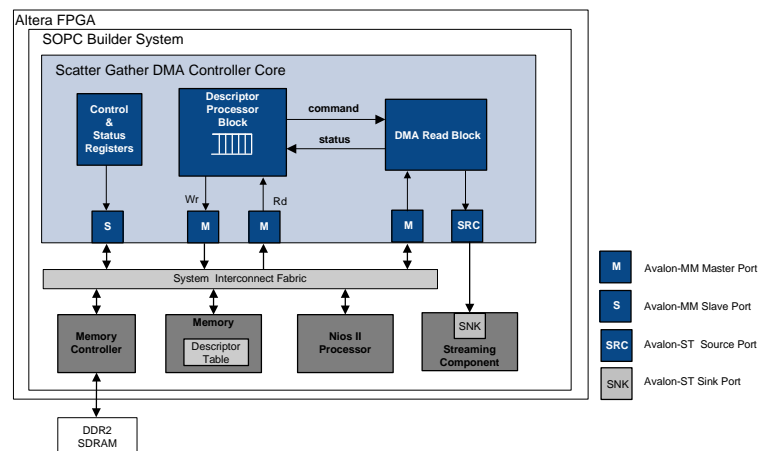 Altera FPGA
SOPC Builder System
Scatter Gather DMA Controller Core
Control
&
Status
Registers
Descriptor
Processor
Block
command
status
DMA Read Block
Wr
Rd
S
M
M
M
SRC
System Interconnect Fabric
Memory
Controller
Memory
Descriptor
Table
Nios II
Processor
SNK
Streaming
Component
DDR2
SDRAM
M Avalon-MM Master Port
S Avalon-MM Slave Port
SRC Avalon-ST Source Port
SNK Avalon-ST Sink Port